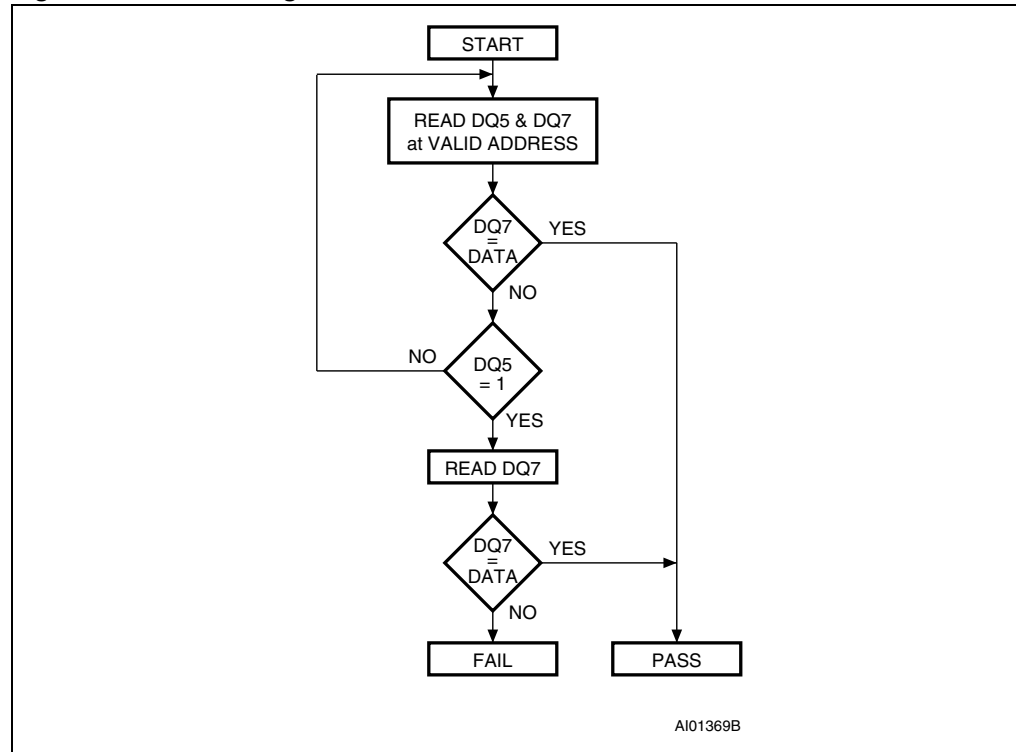 START
READ DQ5 & DQ7
at VALID ADDRESS
DQ7
=
DATA
YES
NO
DQ5
= 1
NO
YES
READ DQ7
DQ7
=
DATA
YES
NO
FAIL
PASS
AI01369B